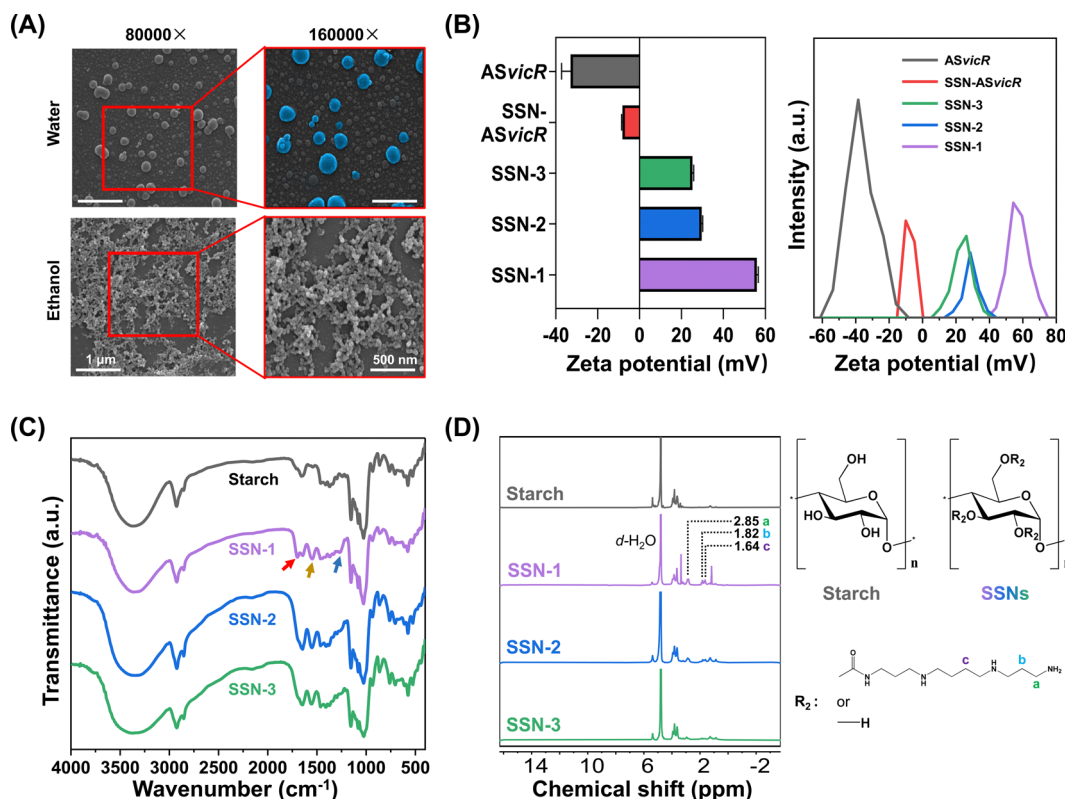 (A)
80000×
160000×
Water
Ethanol
1 μm
500 nm
(B)
ASvicR
SSN-
ASvicR
SSN-3
SSN-2
SSN-1
-40 -20 0 20 40 60
Zeta potential (mV)
Intensity (a.u.)
ASvicR
SSN-ASvicR
SSN-3
SSN-2
SSN-1
-60 -40 -20 0 20 40 60 80
Zeta potential (mV)
(C)
Transmittance (a.u.)
Starch
SSN-1
SSN-2
SSN-3
4000 3500 3000 2500 2000 1500 1000 500
Wavenumber (cm-1)
(D)
Starch
d-H2O
2.85 a
1.82 b
1.64 c
SSN-1
SSN-2
SSN-3
14 11 8 5 2 -2
Chemical shift (ppm)
OH
O
HO
OH
O
n
Starch
OR2
O
R2O
OR2
O
n
SSNs
R2 :
O
N
H
N
H
c
H
N
b
NH2
a
or
H